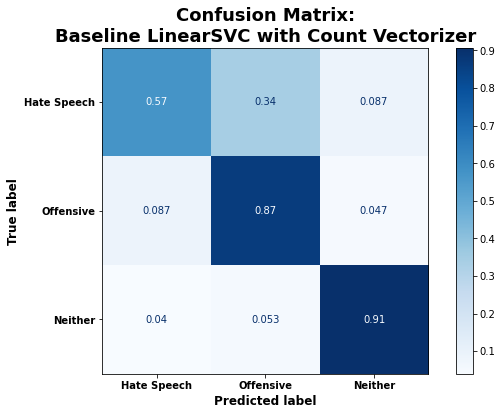 Confusion Matrix:
Baseline LinearSVC with Count Vectorizer
True label
Hate Speech
0.57
0.34
0.087
Offensive
0.087
0.87
0.047
Neither
0.04
0.053
0.91
Hate Speech
Offensive
Neither
Predicted label
0.9
0.8
0.7
0.6
0.5
0.4
0.3
0.2
0.1